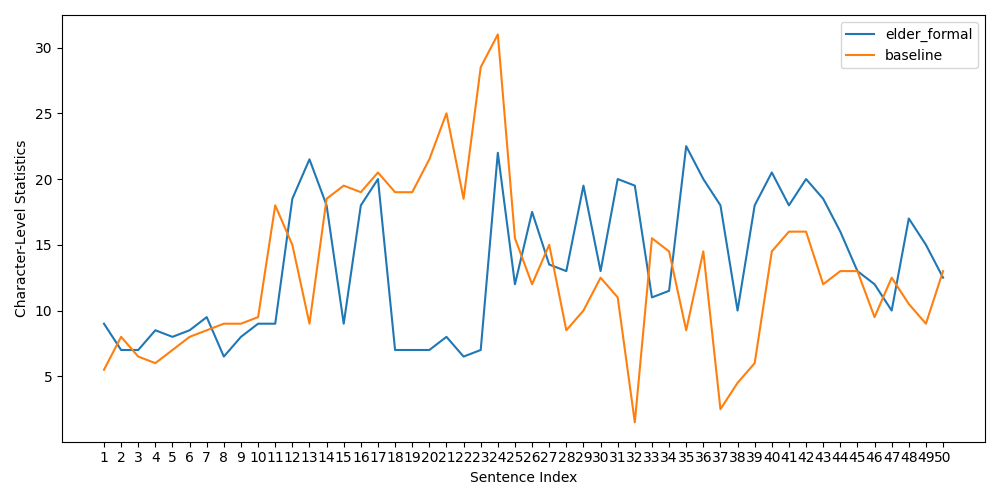 elder_formal
baseline
30
25
20
15
10
5
Character-Level Statistics
1 2 3 4 5 6 7 8 9 10 11 12 13 14 15 16 17 18 19 20 21 22 23 24 25 26 27 28 29 30 31 32 33 34 35 36 37 38 39 40 41 42 43 44 45 46 47 48 49 50
Sentence Index